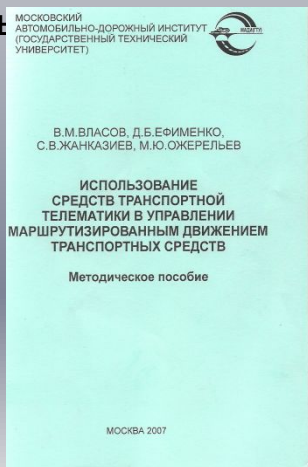 МОСКОВСКИЙ
АВТОМОБИЛЬНО-ДОРОЖНЫЙ ИНСТИТУТ
(ГОСУДАРСТВЕННЫЙ ТЕХНИЧЕСКИЙ
УНИВЕРСИТЕТ)
В.М.ВЛАСОВ, Д.Б.ЕФИМЕНКО,
С.В.ЖАНКАЗИЕВ, М.Ю.ОЖЕРЕЛЬЕВ
ИСПОЛЬЗОВАНИЕ
СРЕДСТВ ТРАНСПОРТНОЙ
ТЕЛЕМАТИКИ В УПРАВЛЕНИИ
МАРШРУТИЗИРОВАННЫМ ДВИЖЕНИЕМ
ТРАНСПОРТНЫХ СРЕДСТВ
Методическое пособие
МОСКВА 2007